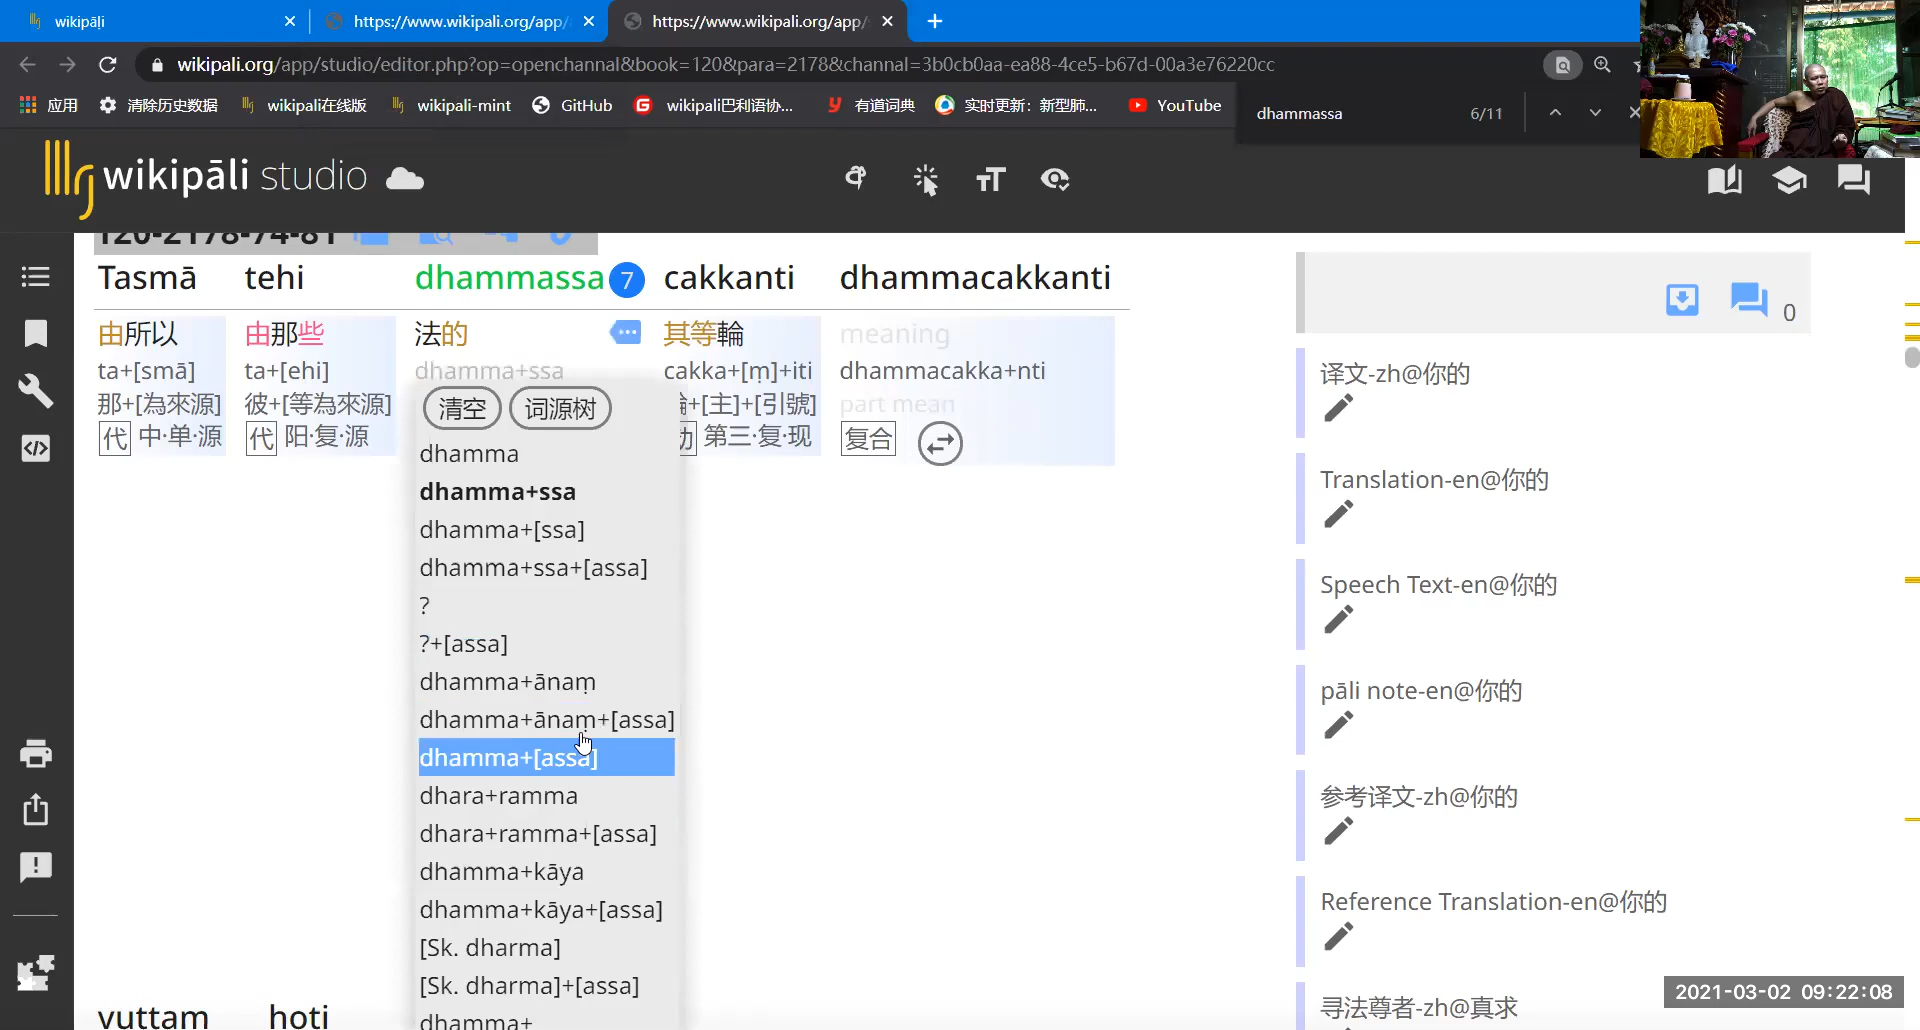 wikipāḷi
https://www.wikipali.org/app/
https://www.wikipali.org/app/
wikipali.org/app/studio/editor.php?op=openchannal&book=120&para=2178&channal=3b0cb0aa-ea88-4ce5-b67d-00a3e76220cc
应用
清除历史数据
wikipali在线版
wikipali-mint
GitHub
wikipali巴利语协...
有道词典
实时更新：新型肺...
YouTube
dhammassa
6/11
wikipāli studio
120-2178-74-81
Tasmā tehi dhammassa 7 cakkanti dhammacakkanti
由所以 由那些 法的 其等輪 meaning
ta+[smā] ta+[ehi] dhamma+ssa cakka+[ṃ]+iti dhammacakka+nti
那+[為來源] 彼+[等為來源] 清空 词源树 +[主]+[引號] part mean
代 中·单·源 代 阳·复·源 第三·复·现 复合
dhamma
dhamma+ssa
dhamma+[ssa]
dhamma+ssa+[assa]
?
?+[assa]
dhamma+ānaṃ
dhamma+ānaṃ+[assa]
dhamma+[assa]
dhara+ramma
dhara+ramma+[assa]
dhamma+kāya
dhamma+kāya+[assa]
[Sk. dharma]
[Sk. dharma]+[assa]
dhamma+
vuttaṃ hoti
0
译文-zh@你的
Translation-en@你的
Speech Text-en@你的
pāli note-en@你的
参考译文-zh@你的
Reference Translation-en@你的
寻法尊者-zh@真求
2021-03-02 09:22:08